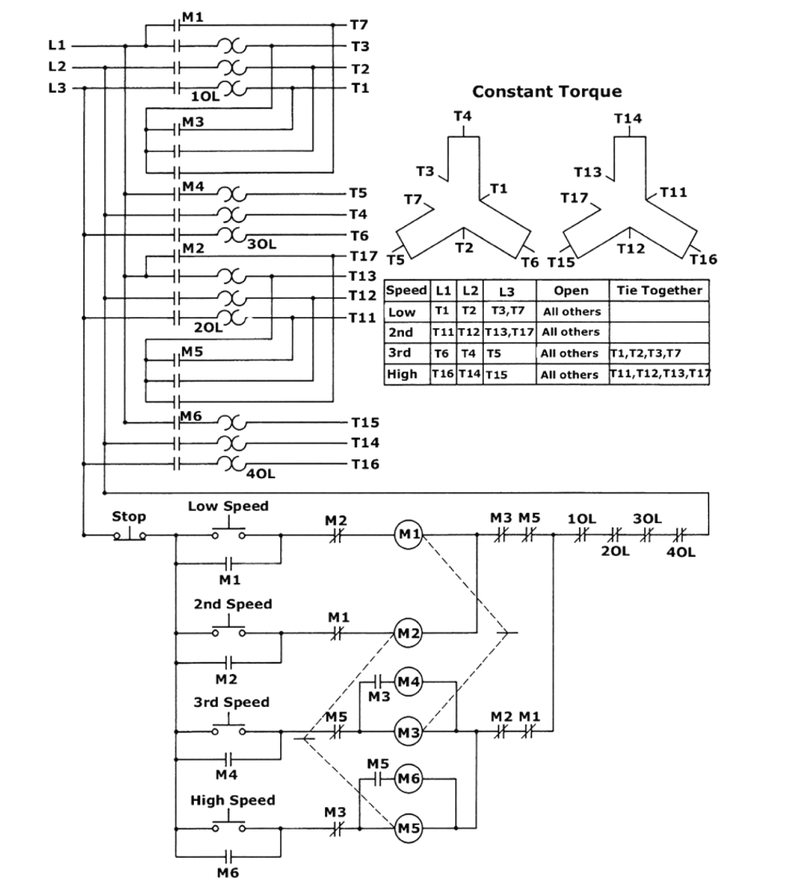 M1
T7
L1
T3
L2
T2
L3
T1
1OL
M3
M4
T5
T4
T6
3OL
M2
T17
T13
T12
T11
2OL
M5
M6
T15
T14
T16
4OL
Constant Torque
T4
T3
T7
T1
T2
T5
T6
T14
T13
T17
T11
T12
T15
T16
Speed L1 L2 L3 Open Tie Together
Low T1 T2 T3,T7 All others
2nd T11 T12 T13,T17 All others
3rd T6 T4 T5 All others T1,T2,T3,T7
High T16 T14 T15 All others T11,T12,T13,T17
Stop
Low Speed
M2
M1
M3 M5
1OL
2OL
3OL
4OL
M1
2nd Speed
M1
M2
M2
M4
M3
3rd Speed
M5
M3
M2 M1
M4
M5
M6
High Speed
M3
M5
M6